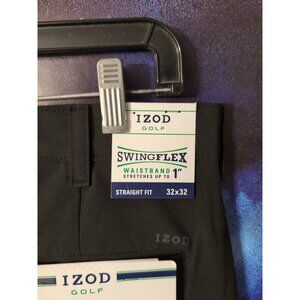 IZOD
GOLF
SWINGFLEX
WAISTBAND
STRETCHES UP TO 1"
STRAIGHT FIT 32x32
IZOD
IZOD
GOLF